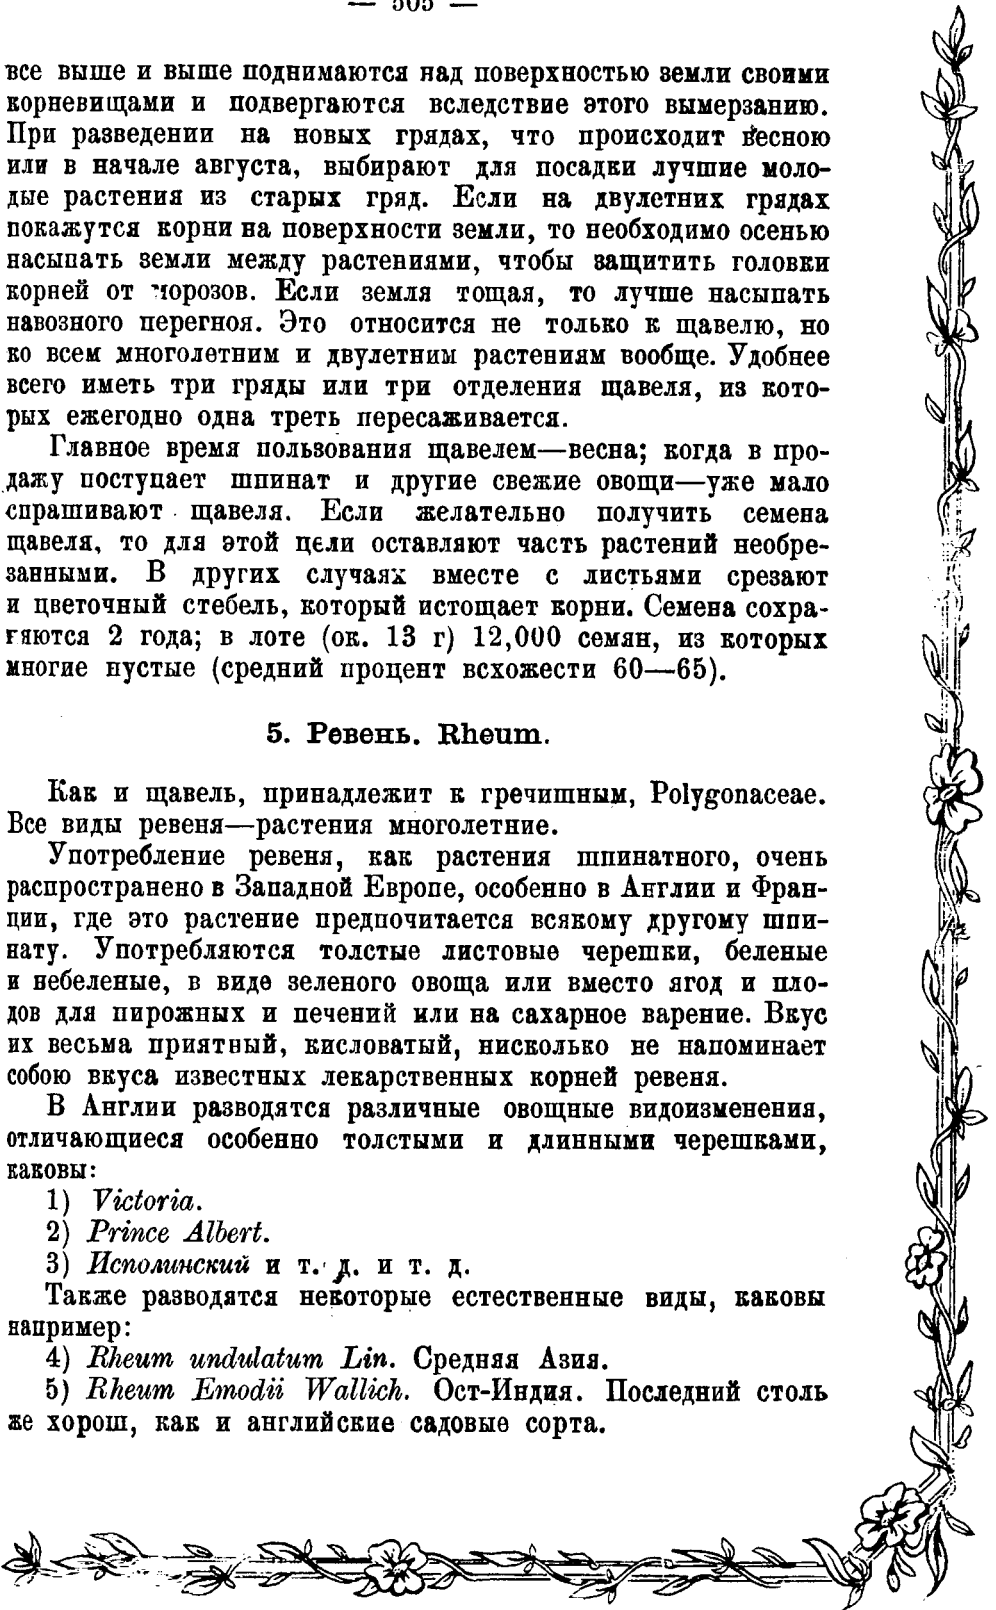 — 505 —
все выше и выше поднимаются над поверхностью земли своими
корневищами и подвергаются вследствие этого вымерзанию.
При разведении на новых грядах, что происходит весною
или в начале августа, выбирают для посадки лучшие моло-
дые растения из старых гряд. Если на двулетних грядах
покажутся корни на поверхности земли, то необходимо осенью
насыпать земли между растениями, чтобы защитить головки
корней от морозов. Если земля тощая, то лучше насыпать
навозного перегноя. Это относится не только к щавелю, но
ко всем многолетним и двулетним растениям вообще. Удобнее
всего иметь три гряды или три отделения щавеля, из кото-
рых ежегодно одна треть пересаживается.
Главное время пользования щавелем—весна; когда в про-
дажу поступает шпинат и другие свежие овощи—уже мало
спрашивают щавеля. Если желательно получить семена
щавеля, то для этой цели оставляют часть растений необре-
занными. В других случаях вместе с листьями срезают
и цветочный стебель, который истощает корни. Семена сохра-
няются 2 года; в лоте (ок. 13 г) 12,000 семян, из которых
многие пустые (средний процент всхожести 60—65).
5. Ревень. Rheum.
Как и щавель, принадлежит к гречишным, Polygonaceae.
Все виды ревеня—растения многолетние.
Употребление ревеня, как растения шпинатного, очень
распространено в Западной Европе, особенно в Англии и Фран-
ции, где это растение предпочитается всякому другому шпи-
нату. Употребляются толстые листовые черешки, беленые
и небеленые, в виде зеленого овоща или вместо ягод и пло-
дов для пирожных и печений или на сахарное варение. Вкус
их весьма приятный, кисловатый, нисколько не напоминает
собою вкуса известных лекарственных корней ревеня.
В Англии разводятся различные овощные видоизменения,
отличающиеся особенно толстыми и длинными черешками,
каковы:
1) Victoria.
2) Prince Albert.
3) Исполинский и т. д. и т. д.
Также разводятся некоторые естественные виды, каковы
например:
4) Rheum undulatum Lin. Средняя Азия.
5) Rheum Emodii Wallich. Ост-Индия. Последний столь
же хорош, как и английские садовые сорта.